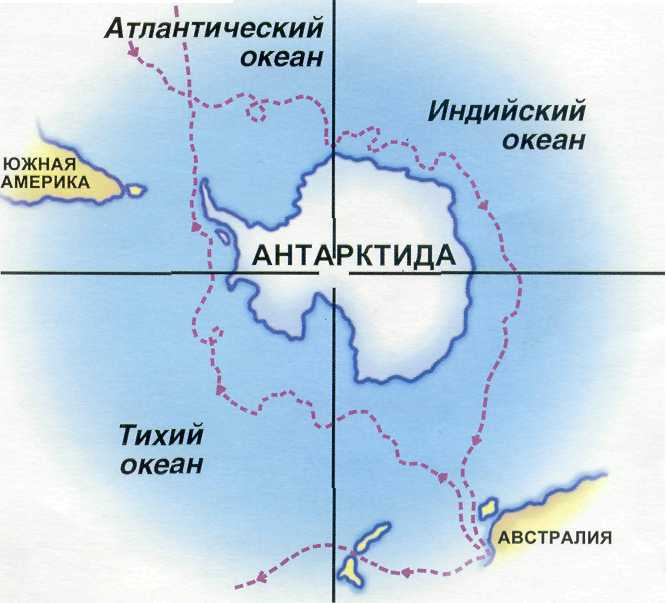 Атлантический
океан
Индийский
океан
ЮЖНАЯ
АМЕРИКА
АНТАРКТИДА
Тихий
океан
АВСТРАЛИЯ